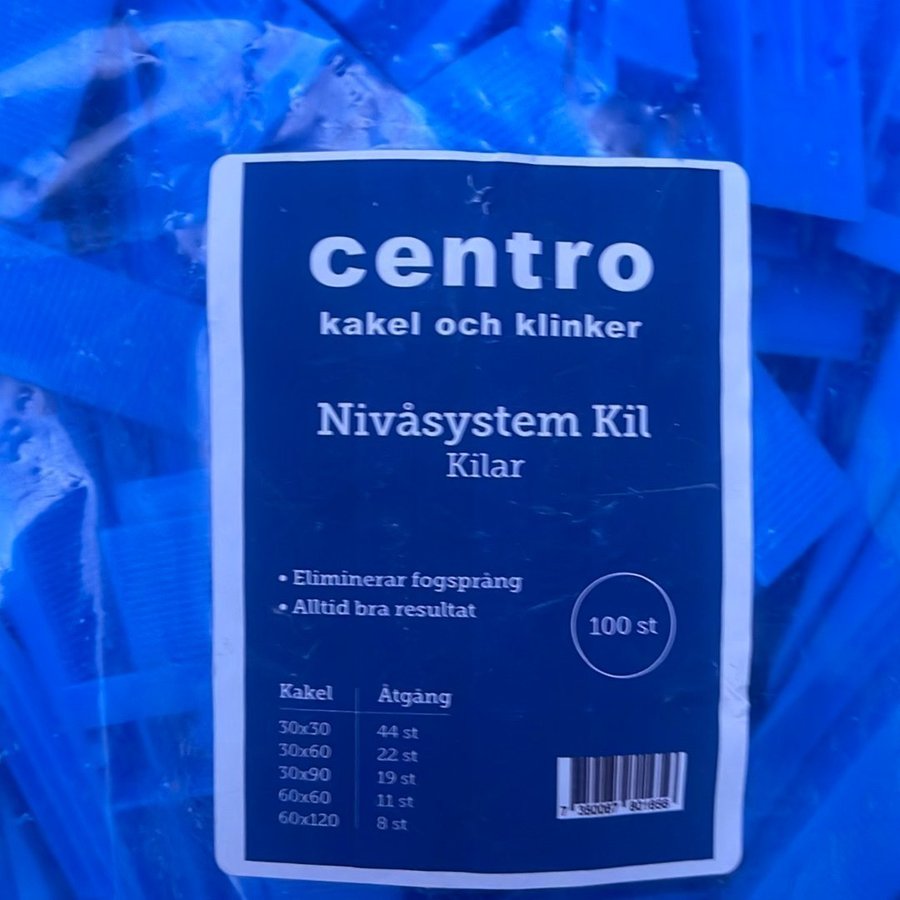 centro
kakel och klinker
Nivåsystem Kil
Kilar
• Eliminerar fogsprång
• Alltid bra resultat
100 st
Kakel Åtgång
30x30 44 st
30x60 22 st
30x90 19 st
60x60 11 st
60x120 8 st